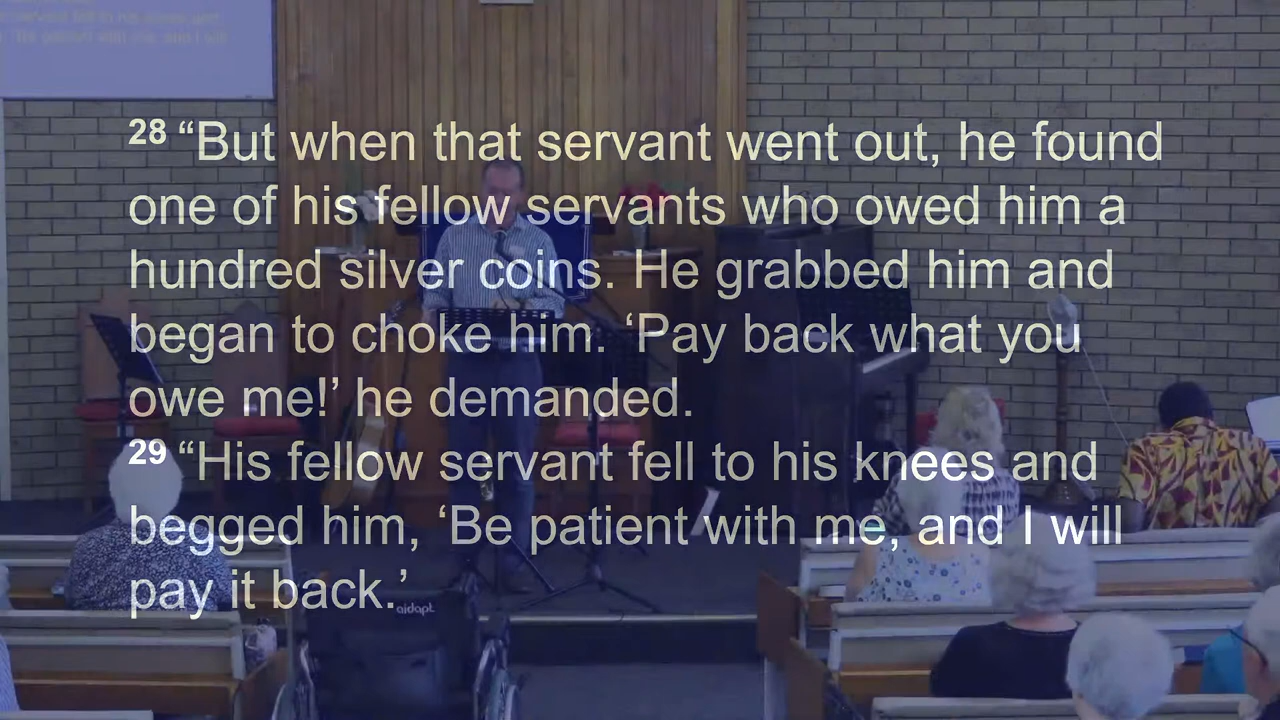 28 “But when that servant went out, he found
one of his fellow servants who owed him a
hundred silver coins. He grabbed him and
began to choke him. ‘Pay back what you
owe me!’ he demanded.
29 “His fellow servant fell to his knees and
begged him, ‘Be patient with me, and I will
pay it back.’
aidapt